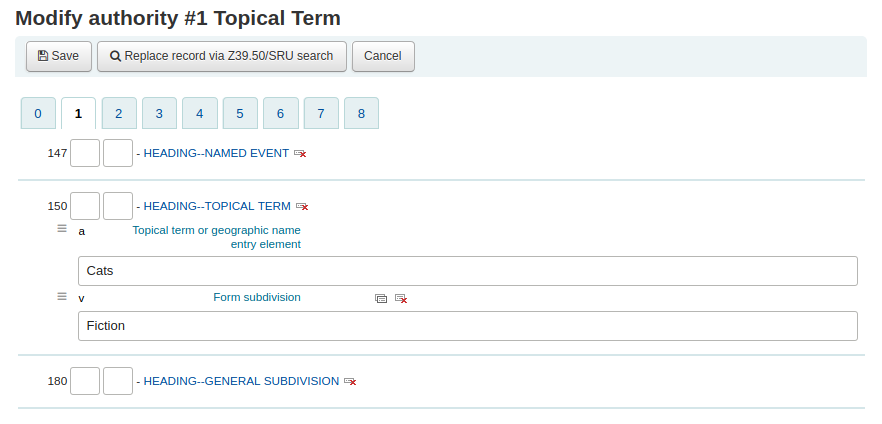 Modify authority #1 Topical Term
Save Replace record via Z39.50/SRU search Cancel
0 1 2 3 4 5 6 7 8
147 - HEADING--NAMED EVENT
150 - HEADING--TOPICAL TERM
a Topical term or geographic name
entry element
Cats
v Form subdivision
Fiction
180 - HEADING--GENERAL SUBDIVISION